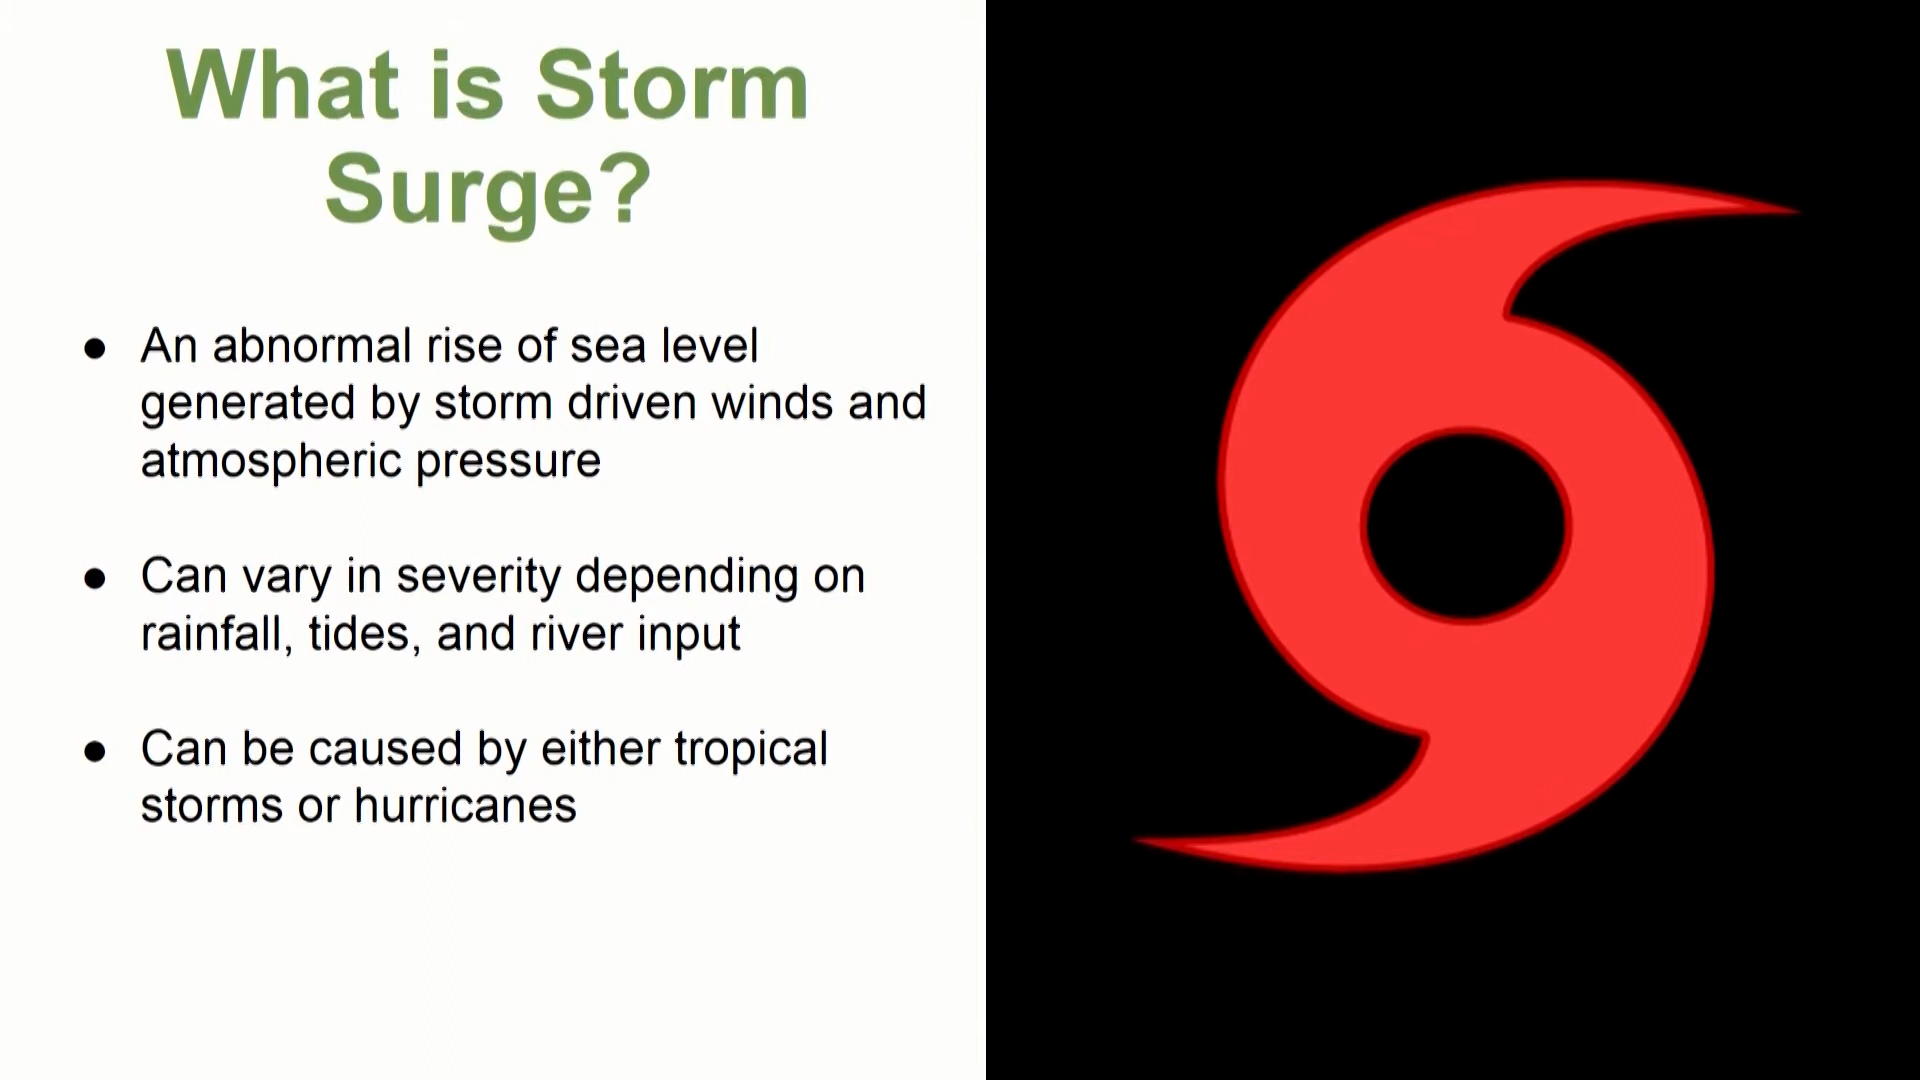 What is Storm
Surge?
● An abnormal rise of sea level
generated by storm driven winds and
atmospheric pressure
● Can vary in severity depending on
rainfall, tides, and river input
● Can be caused by either tropical
storms or hurricanes